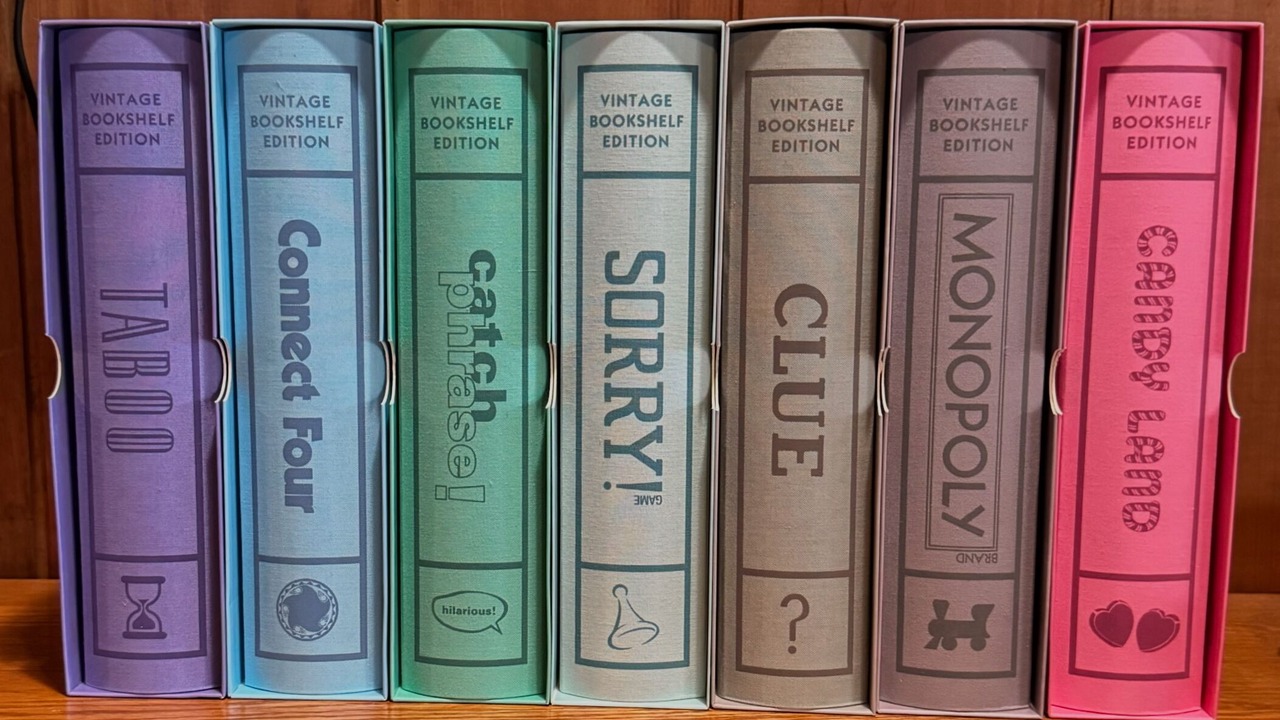 VINTAGE
BOOKSHELF
EDITION
TABOO
VINTAGE
BOOKSHELF
EDITION
Connect Four
VINTAGE
BOOKSHELF
EDITION
catch
phrase!
hilarious!
VINTAGE
BOOKSHELF
EDITION
SORRY!
GAME
VINTAGE
BOOKSHELF
EDITION
CLUE
?
VINTAGE
BOOKSHELF
EDITION
MONOPOLY
BRAND
VINTAGE
BOOKSHELF
EDITION
CANDY LAND